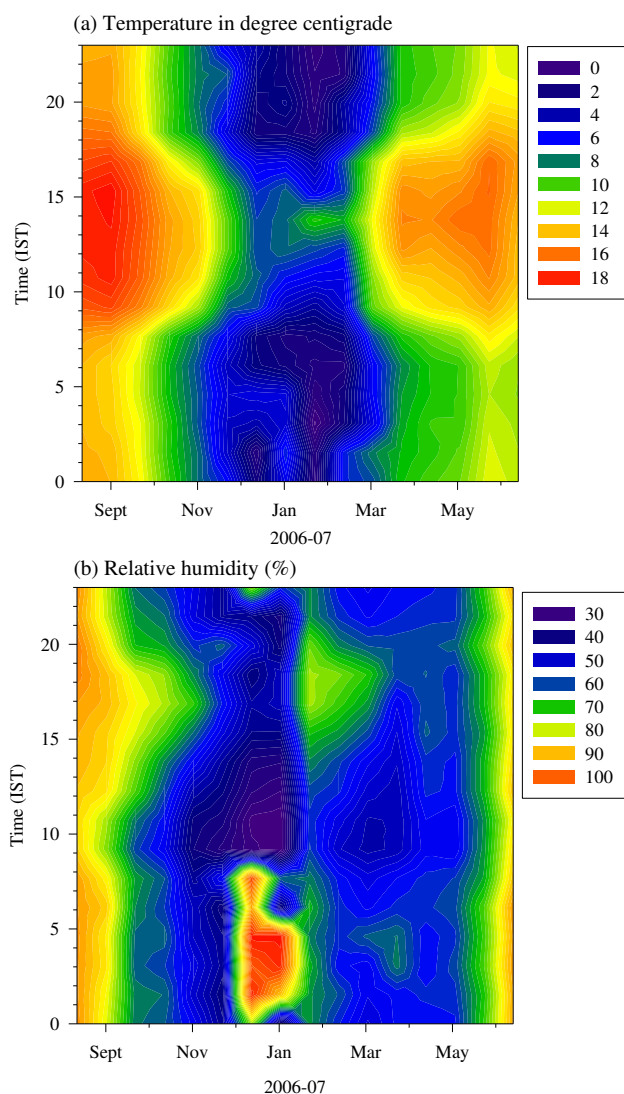 (a) Temperature in degree centigrade
20
15
10
5
0
Time (IST)
Sept
Nov
Jan
Mar
May
2006-07
0
2
4
6
8
10
12
14
16
18
(b) Relative humidity (%)
20
15
10
5
0
Time (IST)
Sept
Nov
Jan
Mar
May
2006-07
30
40
50
60
70
80
90
100